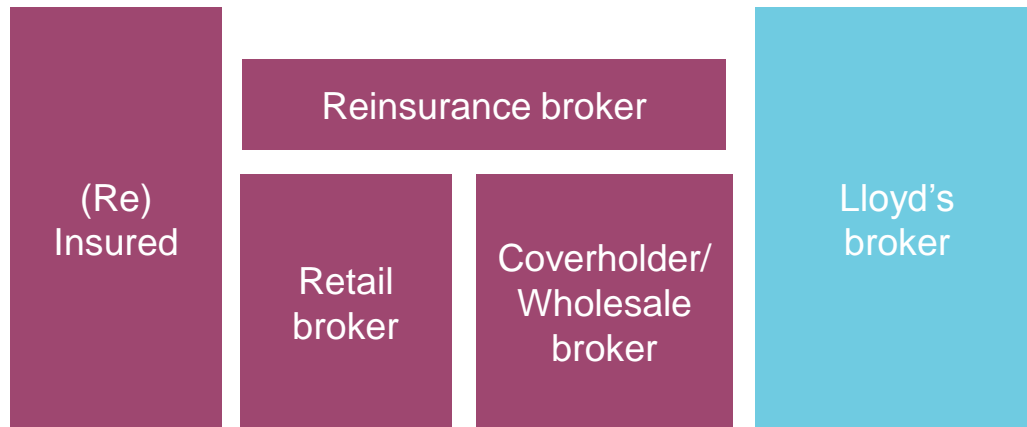 (Re)
Insured
Reinsurance broker
Retail
broker
Coverholder/
Wholesale
broker
Lloyd’s
broker